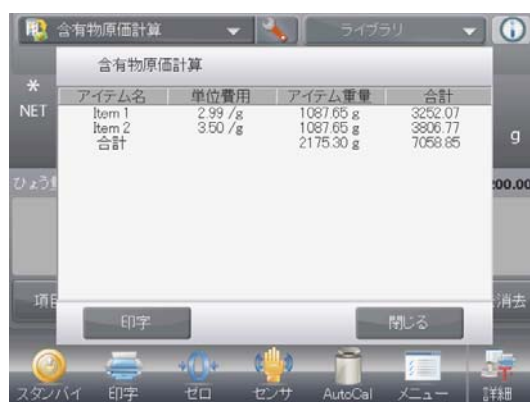 含有物原価計算 ライブラリ
含有物原価計算
*
NET
アイテム名 単位費用 アイテム重量 合計
Item 1 2.99 /g 1087.65 g 3252.07
Item 2 3.50 /g 1087.65 g 3806.77
合計 2175.30 g 7058.85
g
ひょう量
200.00
項目
消去
印字 閉じる
スタンバイ 印字 ゼロ センサ AutoCal メニュー 詳細